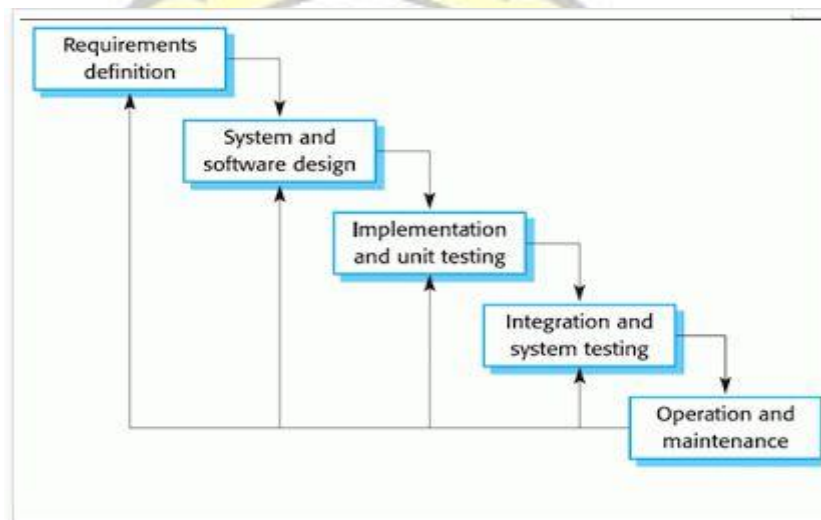 Requirements
definition
System and
software design
Implementation
and unit testing
Integration and
system testing
Operation and
maintenance